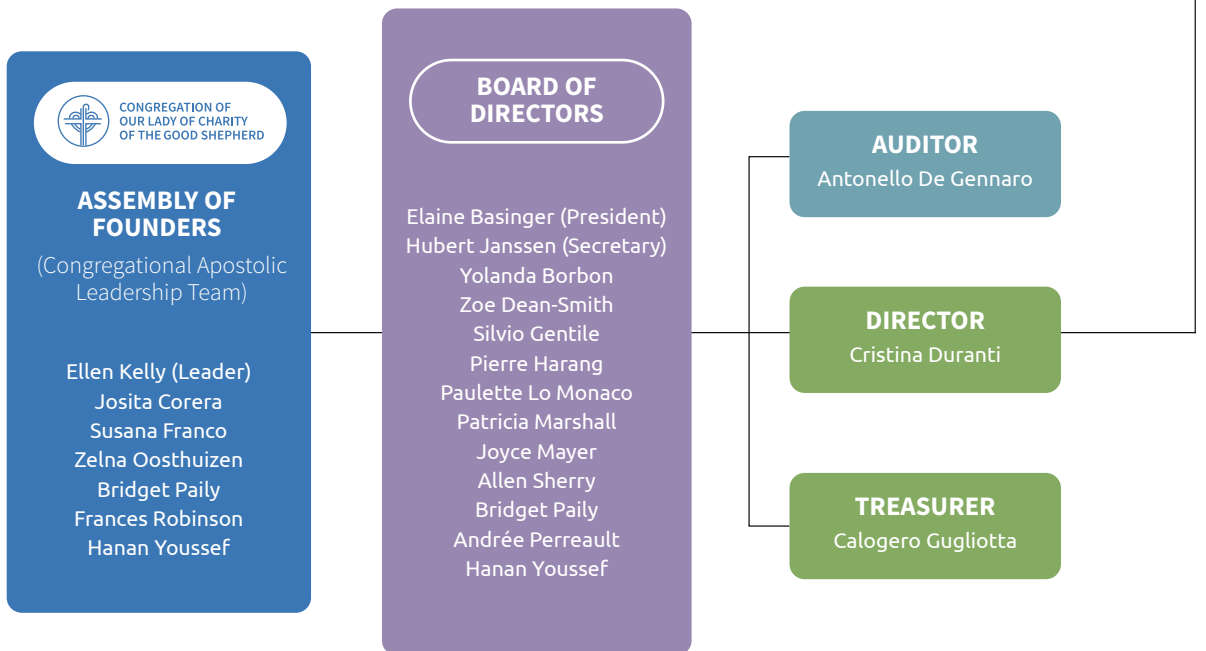 CONGREGATION OF
OUR LADY OF CHARITY
OF THE GOOD SHEPHERD
ASSEMBLY OF
FOUNDERS
(Congregational Apostolic
Leadership Team)
Ellen Kelly (Leader)
Josita Corera
Susana Franco
Zelna Oosthuizen
Bridget Paily
Frances Robinson
Hanan Youssef
BOARD OF
DIRECTORS
Elaine Basinger (President)
Hubert Janssen (Secretary)
Yolanda Borbon
Zoe Dean-Smith
Silvio Gentile
Pierre Harang
Paulette Lo Monaco
Patricia Marshall
Joyce Mayer
Allen Sherry
Bridget Paily
Andrée Perreault
Hanan Youssef
AUDITOR
Antonello De Gennaro
DIRECTOR
Cristina Duranti
TREASURER
Calogero Gugliotta